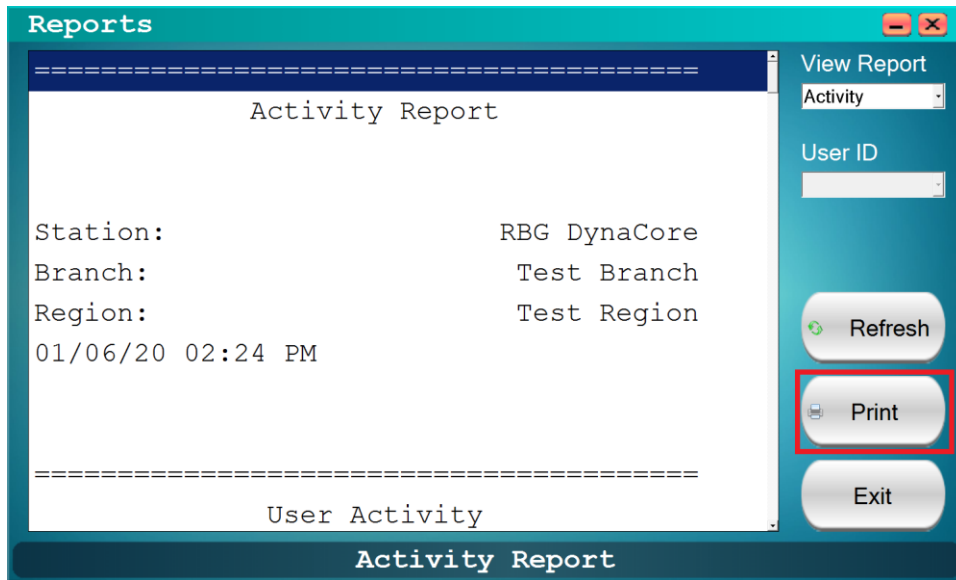 Reports
=========================================
Activity Report
Station: RBG DynaCore
Branch: Test Branch
Region: Test Region
01/06/20 02:24 PM
=========================================
User Activity
View Report
Activity
User ID
Refresh
Print
Exit
Activity Report